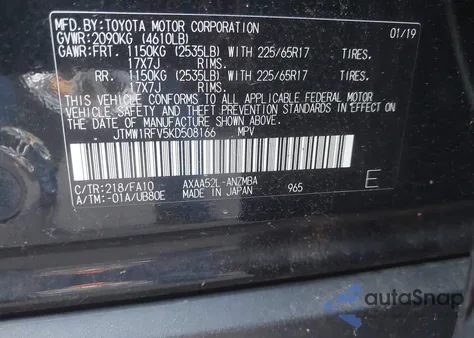 MFD.BY:TOYOTA MOTOR CORPORATION 01/19
GVWR:2090KG (4610LB)
GAWR:FRT. 1150KG (2535LB) WITH 225/65R17 TIRES.
17X7J RIMS.
RR. 1150KG (2535LB) WITH 225/65R17 TIRES.
17X7J RIMS.
THIS VEHICLE CONFORMS TO ALL APPLICABLE FEDERAL MOTOR
VEHICLE SAFETY AND THEFT PREVENTION STANDARDS IN EFFECT
ON THE DATE OF MANUFACTURE SHOWN ABOVE.
JTMW1RFV5KD508166 MPV
C/TR:218/FA10 AXAA52L-ANZMBA
A/TM:-01A/UB80E MADE IN JAPAN 965 E
autoSnap